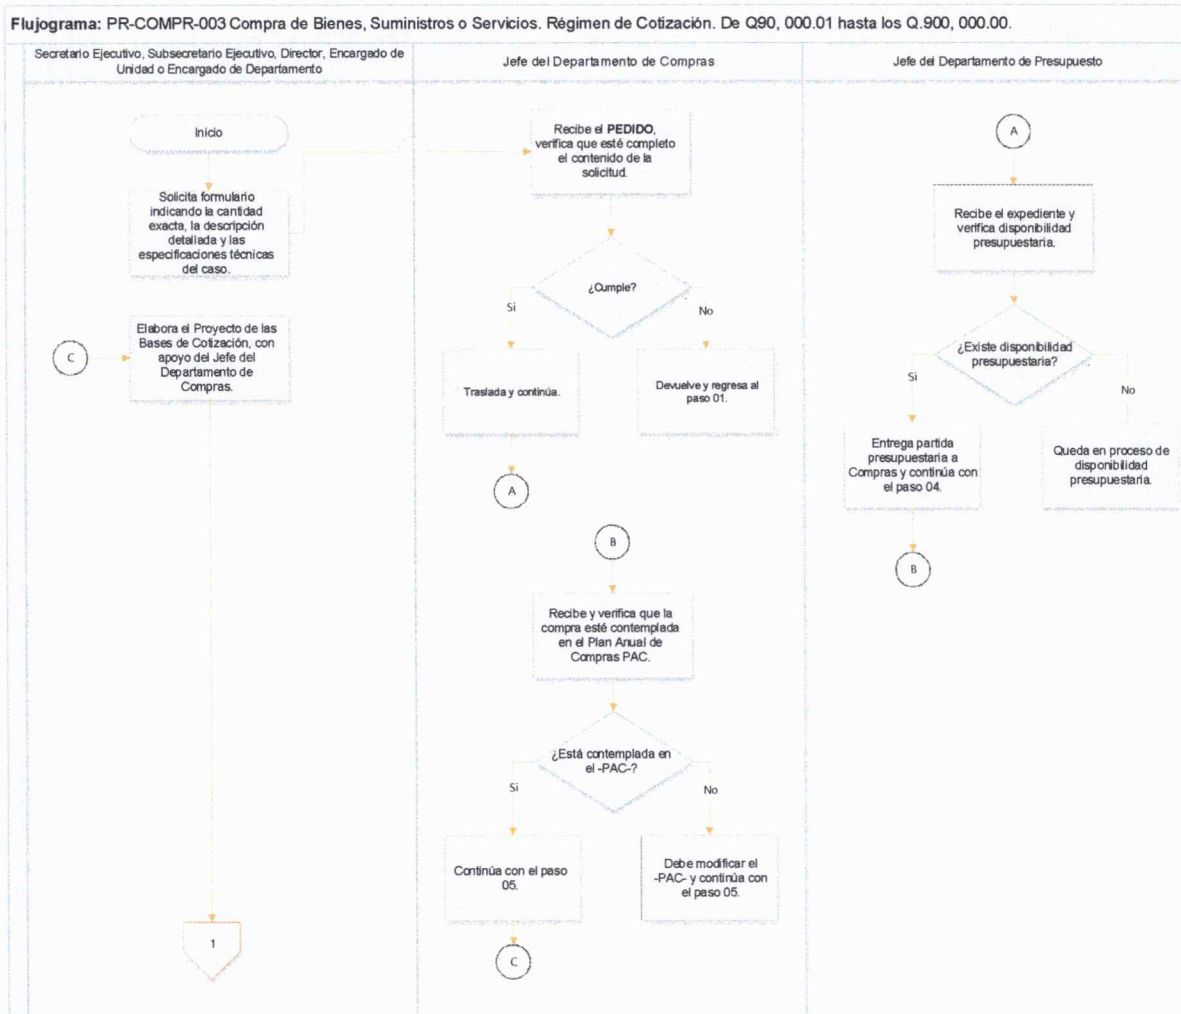 Flujograma: PR-COMPR-003 Compra de Bienes, Suministros o Servicios. Régimen de Cotización. De Q90, 000.01 hasta los Q.900, 000.00.
Secretario Ejecutivo, Subsecretario Ejecutivo, Director, Encargado de
Unidad o Encargado de Departamento
Inicio
Solicita formulario
indicando la cantidad
exacta, la descripción
detallada y las
especificaciones técnicas
del caso.
C
Elabora el Proyecto de las
Bases de Cotización, con
apoyo del Jefe del
Departamento de
Compras.
1
Jefe del Departamento de Compras
Recibe el PEDIDO,
verifica que esté completo
el contenido de la
solicitud.
¿Cumple?
Si
No
Traslada y continúa.
Devuelve y regresa al
paso 01.
A
B
Recibe y verifica que la
compra esté contemplada
en el Plan Anual de
Compras PAC.
¿Está contemplada en
el -PAC-?
Si
No
Continúa con el paso
05.
Debe modificar el
-PAC- y continúa con
el paso 05.
C
Jefe del Departamento de Presupuesto
A
Recibe el expediente y
verifica disponibilidad
presupuestaria.
¿Existe disponibilidad
presupuestaria?
Si
No
Entrega partida
presupuestaria a
Compras y continúa con
el paso 04.
Queda en proceso de
disponibilidad
presupuestaria.
B